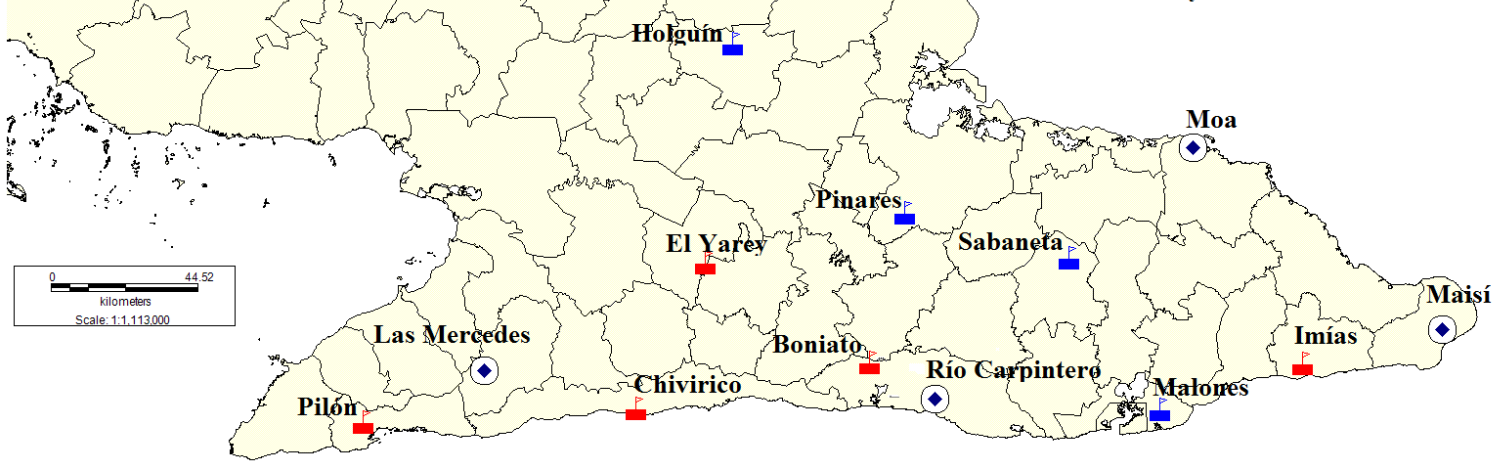 Holguín
Moa
Pinares
Sabaneta
El Yarey
0 44.52
kilometers
Scale: 1:1,113,000
Maisí
Las Mercedes
Boniato
Imías
Río Carpintero
Chivirico
Malones
Pilón